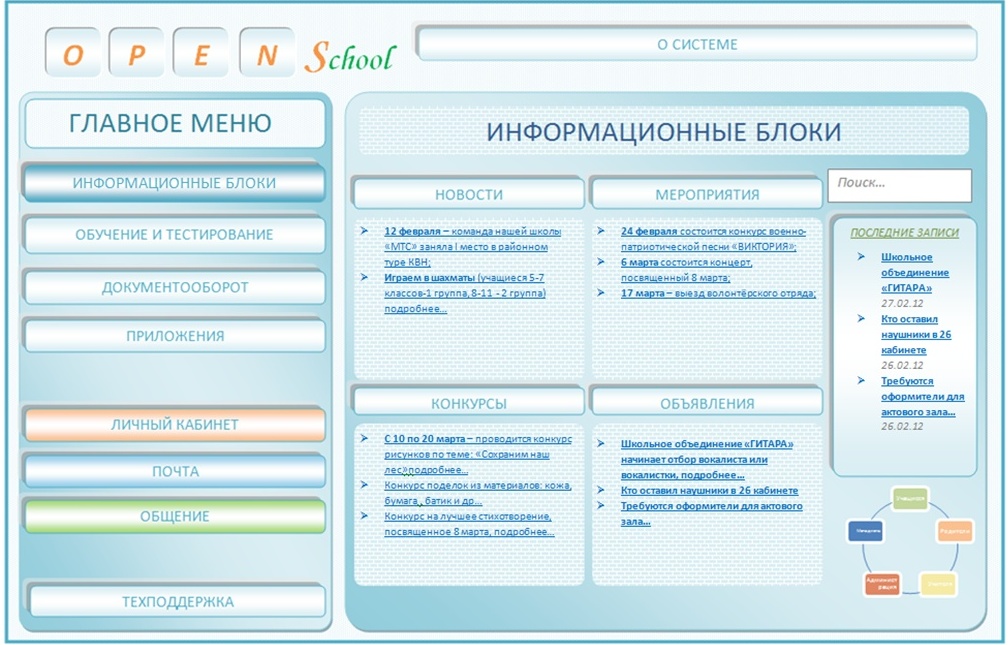 OPEN School
О СИСТЕМЕ
ГЛАВНОЕ МЕНЮ
ИНФОРМАЦИОННЫЕ БЛОКИ
ОБУЧЕНИЕ И ТЕСТИРОВАНИЕ
ДОКУМЕНТООБОРОТ
ПРИЛОЖЕНИЯ
ЛИЧНЫЙ КАБИНЕТ
ПОЧТА
ОБЩЕНИЕ
ТЕХПОДДЕРЖКА
ИНФОРМАЦИОННЫЕ БЛОКИ
НОВОСТИ
12 февраля – команда нашей школы
«МТС» заняла I место в районном
туре КВН;
Играем в шахматы (учащиеся 5-7
классов-1 группа, 8-11 - 2 группа)
подробнее...
МЕРОПРИЯТИЯ
24 февраля состоится конкурс военно-
патриотической песни «ВИКТОРИЯ»;
6 марта состоится концерт,
посвященный 8 марта;
17 марта – выезд волонтёрского отряда;
КОНКУРСЫ
С 10 по 20 марта – проводится конкурс
рисунков по теме: «Сохраним наш
лес»подробнее...
Конкурс поделок из материалов: кожа,
бумага, батик и др...
Конкурс на лучшее стихотворение,
посвященное 8 марта, подробнее...
ОБЪЯВЛЕНИЯ
Школьное объединение «ГИТАРА»
начинает отбор вокалиста или
вокалистки, подробнее...
Кто оставил наушники в 26 кабинете
Требуются оформители для актового
зала...
Поиск...
ПОСЛЕДНИЕ ЗАПИСИ
Школьное
объединение
«ГИТАРА»
27.02.12
Кто оставил
наушники в 26
кабинете
26.02.12
Требуются
оформители для
актового зала...
26.02.12
Учащиеся
Родители
Админист
рация